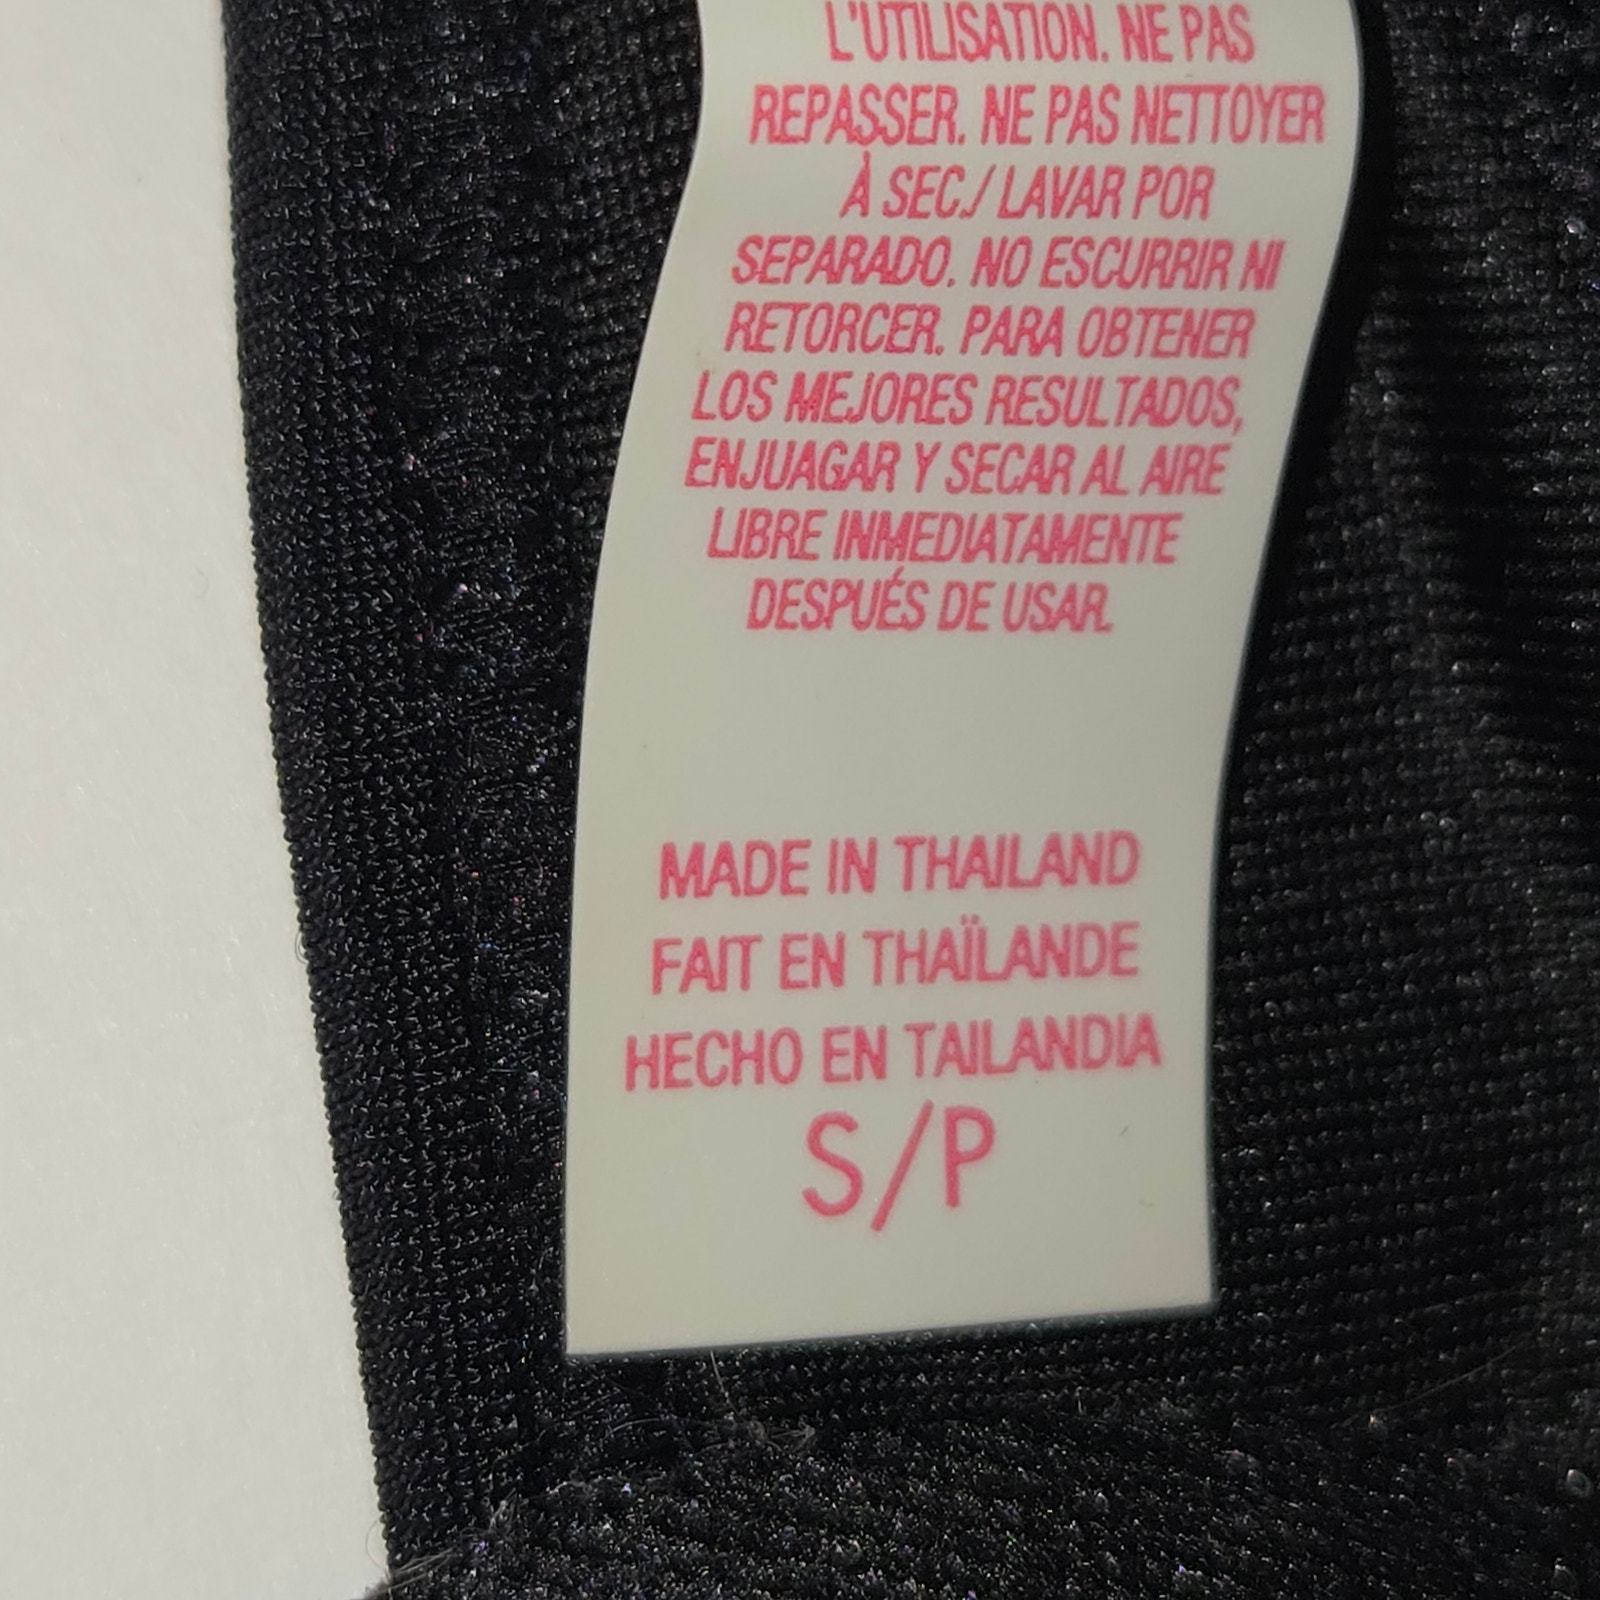 L'UTILISATION. NE PAS
REPASSER. NE PAS NETTOYER
À SEC./ LAVAR POR
SEPARADO. NO ESCURRIR NI
RETORCER. PARA OBTENER
LOS MEJORES RESULTADOS,
ENJUAGAR Y SECAR AL AIRE
LIBRE INMEDIATAMENTE
DESPUÉS DE USAR.
MADE IN THAILAND
FAIT EN THAÏLANDE
HECHO EN TAILANDIA
S/P